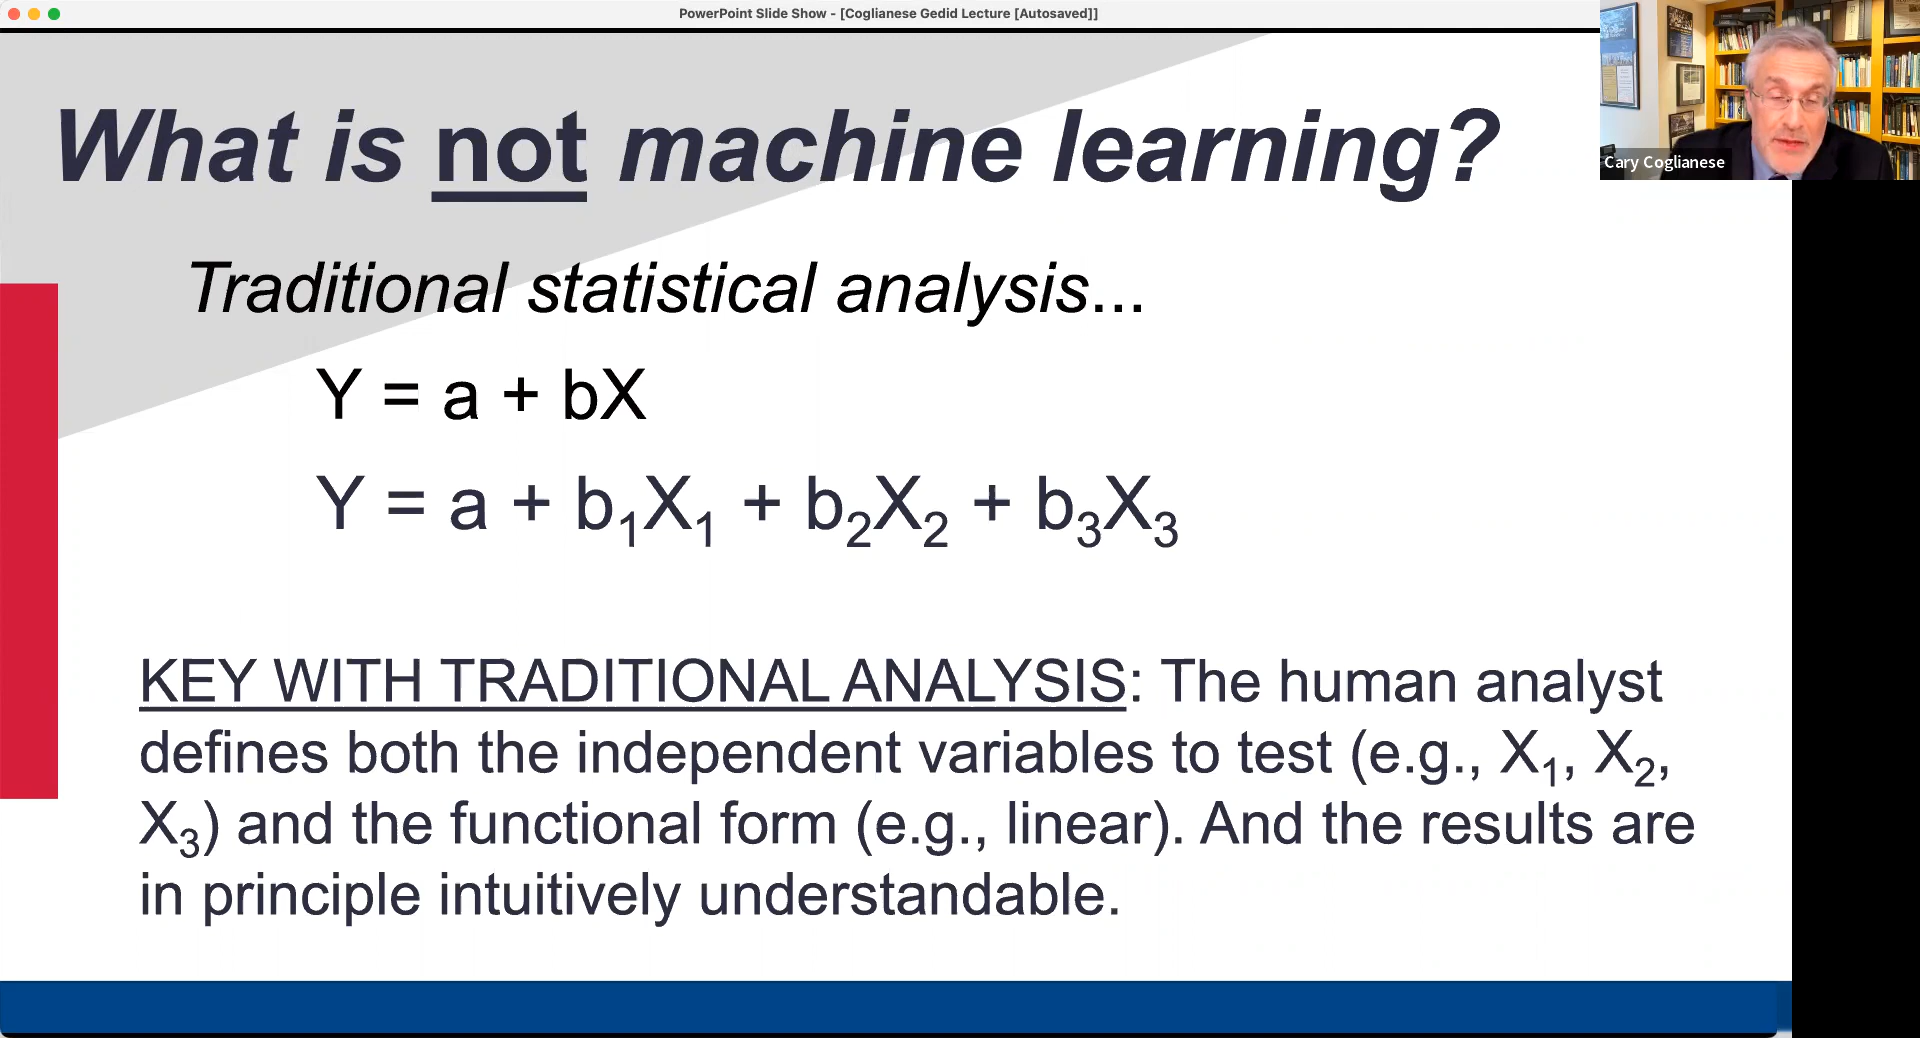 PowerPoint Slide Show - [Coglianese Gedid Lecture [Autosaved]]
What is not machine learning?
Cary Coglianese
Traditional statistical analysis...
Y = a + bX
Y = a + b₁X₁ + b₂X₂ + b₃X₃
KEY WITH TRADITIONAL ANALYSIS: The human analyst
defines both the independent variables to test (e.g., X₁, X₂,
X₃) and the functional form (e.g., linear). And the results are
in principle intuitively understandable.